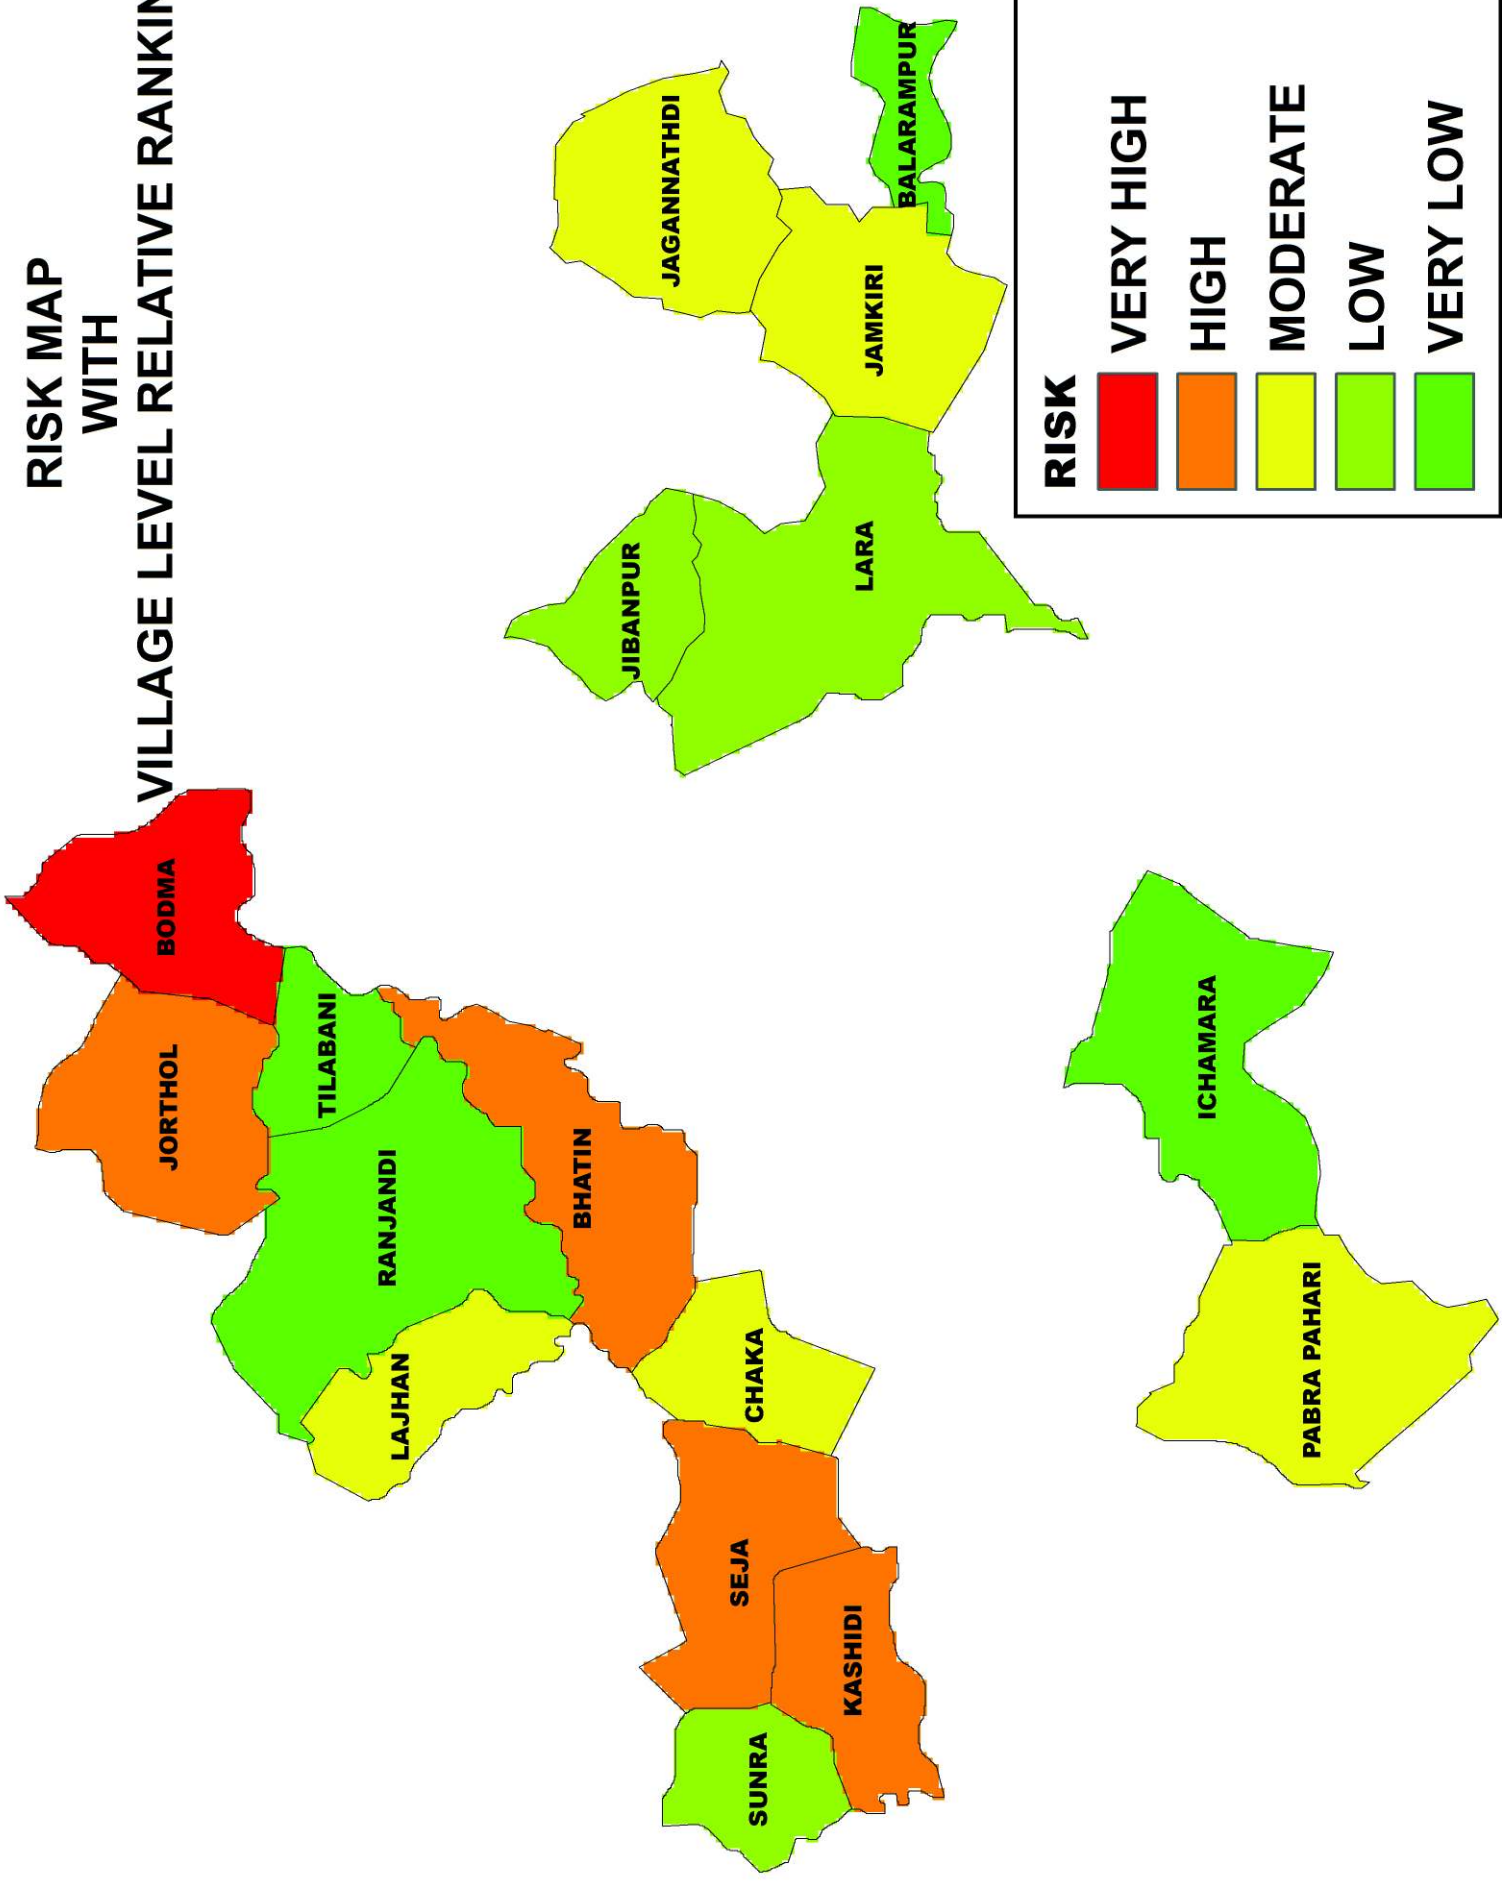 RISK MAP
WITH
VILLAGE LEVEL RELATIVE RANKIN
BODMA
JORTHOL
TILABANI
RANJANDI
LAJHAN
BHATIN
CHAKA
SEJA
KASHIDI
SUNRA
JIBANPUR
LARA
JAGANNATHDI
JAMKIRI
BALARAMPUR
ICHAMARA
PABRA PAHARI
RISK
VERY HIGH
HIGH
MODERATE
LOW
VERY LOW